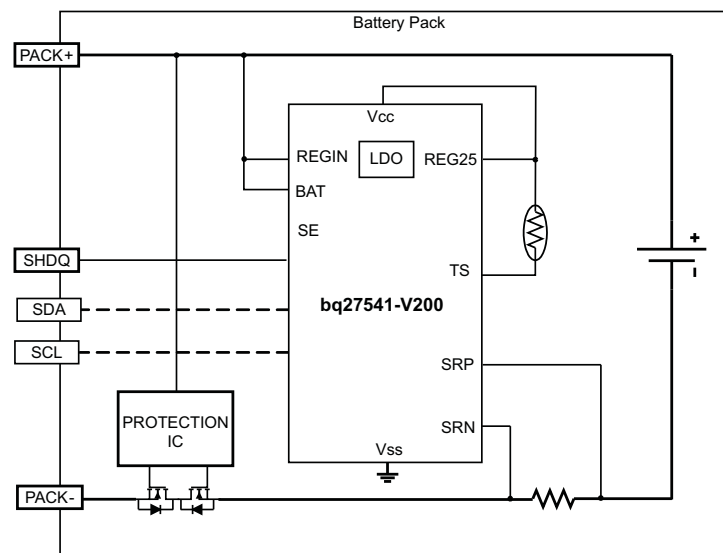 Battery Pack
PACK+
Vcc
REGIN
LDO
REG25
BAT
SE
SHDQ
TS
+
-
SDA
bq27541-V200
SCL
SRP
PROTECTION
IC
SRN
Vss
PACK-